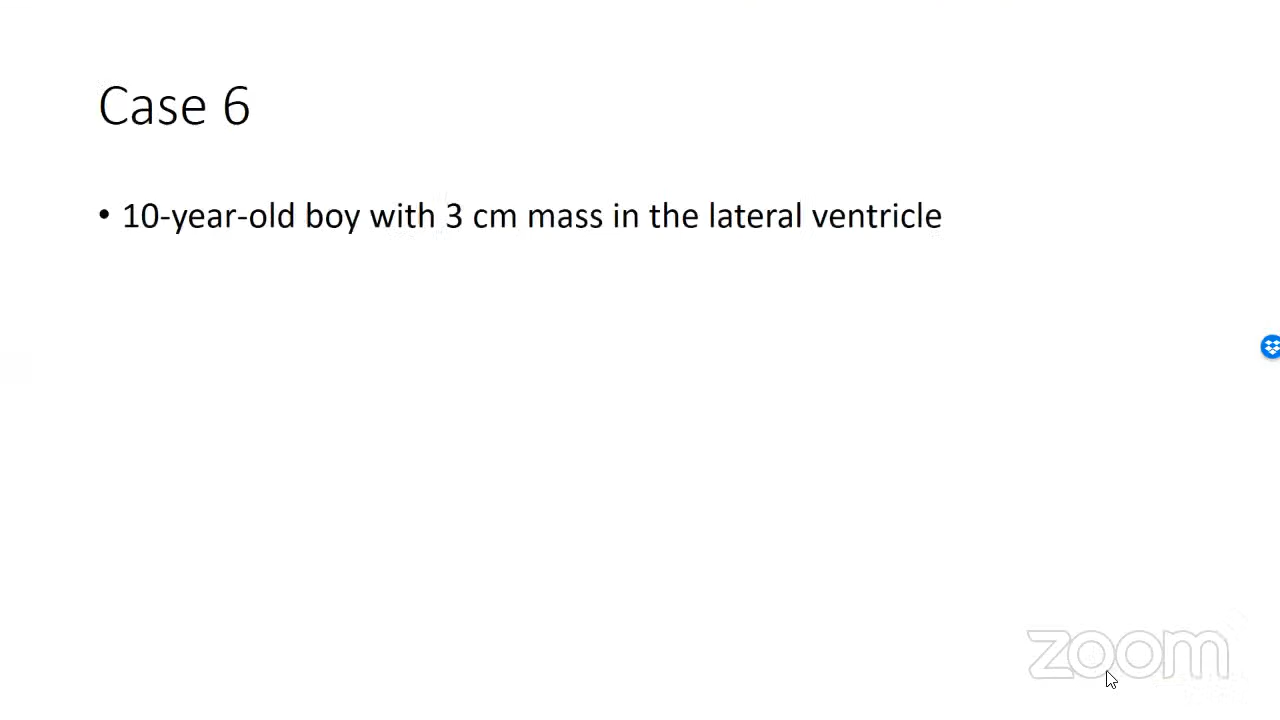 Case 6
• 10-year-old boy with 3 cm mass in the lateral ventricle
zoom